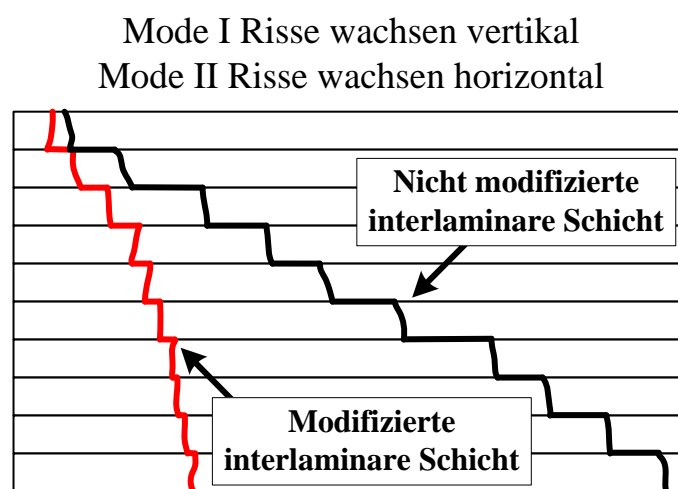 Mode I Risse wachsen vertikal
Mode II Risse wachsen horizontal
Nicht modifizierte
interlaminare Schicht
Modifizierte
interlaminare Schicht